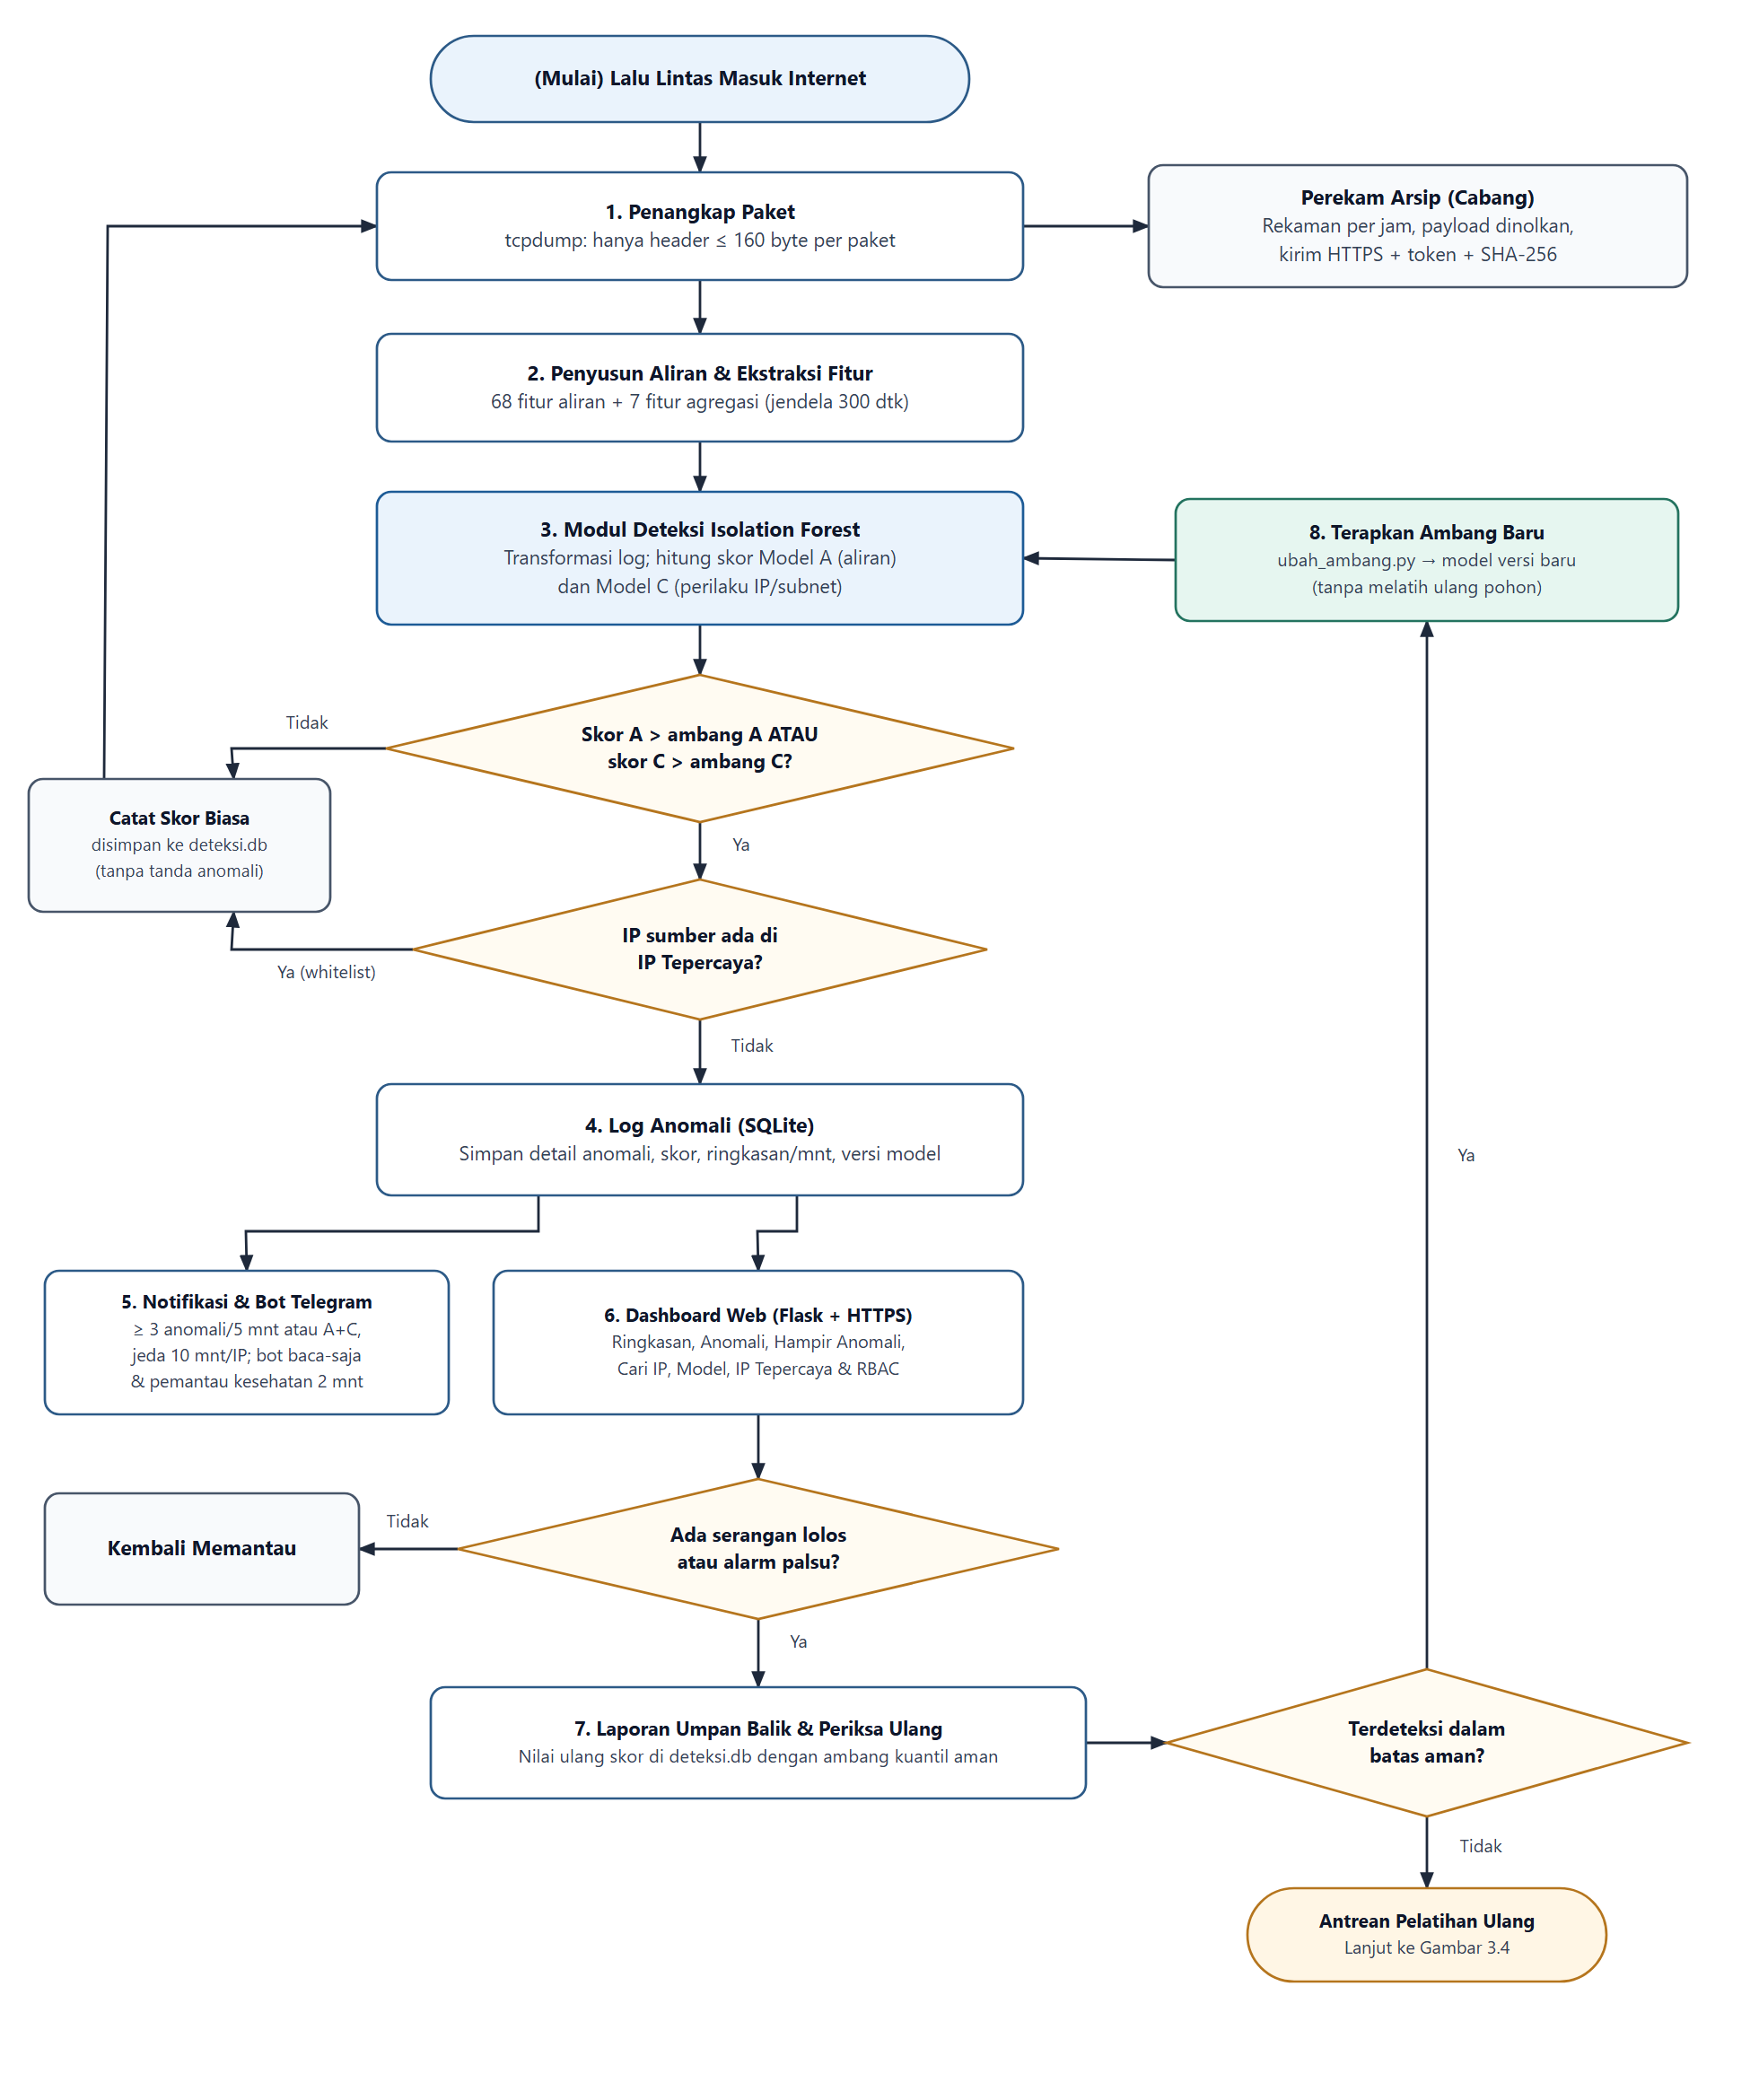 (Mulai) Lalu Lintas Masuk Internet
1. Penangkap Paket
tcpdump: hanya header ≤ 160 byte per paket
Perekam Arsip (Cabang)
Rekaman per jam, payload dinolkan,
kirim HTTPS + token + SHA-256
2. Penyusun Aliran & Ekstraksi Fitur
68 fitur aliran + 7 fitur agregasi (jendela 300 dtk)
3. Modul Deteksi Isolation Forest
Transformasi log; hitung skor Model A (aliran)
dan Model C (perilaku IP/subnet)
8. Terapkan Ambang Baru
ubah_ambang.py → model versi baru
(tanpa melatih ulang pohon)
Tidak
Skor A > ambang A ATAU
skor C > ambang C?
Catat Skor Biasa
disimpan ke deteksi.db
(tanpa tanda anomali)
Ya
IP sumber ada di
IP Tepercaya?
Ya (whitelist)
Tidak
4. Log Anomali (SQLite)
Simpan detail anomali, skor, ringkasan/mnt, versi model
Ya
5. Notifikasi & Bot Telegram
≥ 3 anomali/5 mnt atau A+C,
jeda 10 mnt/IP; bot baca-saja
& pemantau kesehatan 2 mnt
6. Dashboard Web (Flask + HTTPS)
Ringkasan, Anomali, Hampir Anomali,
Cari IP, Model, IP Tepercaya & RBAC
Kembali Memantau
Tidak
Ada serangan lolos
atau alarm palsu?
Ya
7. Laporan Umpan Balik & Periksa Ulang
Nilai ulang skor di deteksi.db dengan ambang kuantil aman
Terdeteksi dalam
batas aman?
Tidak
Antrean Pelatihan Ulang
Lanjut ke Gambar 3.4